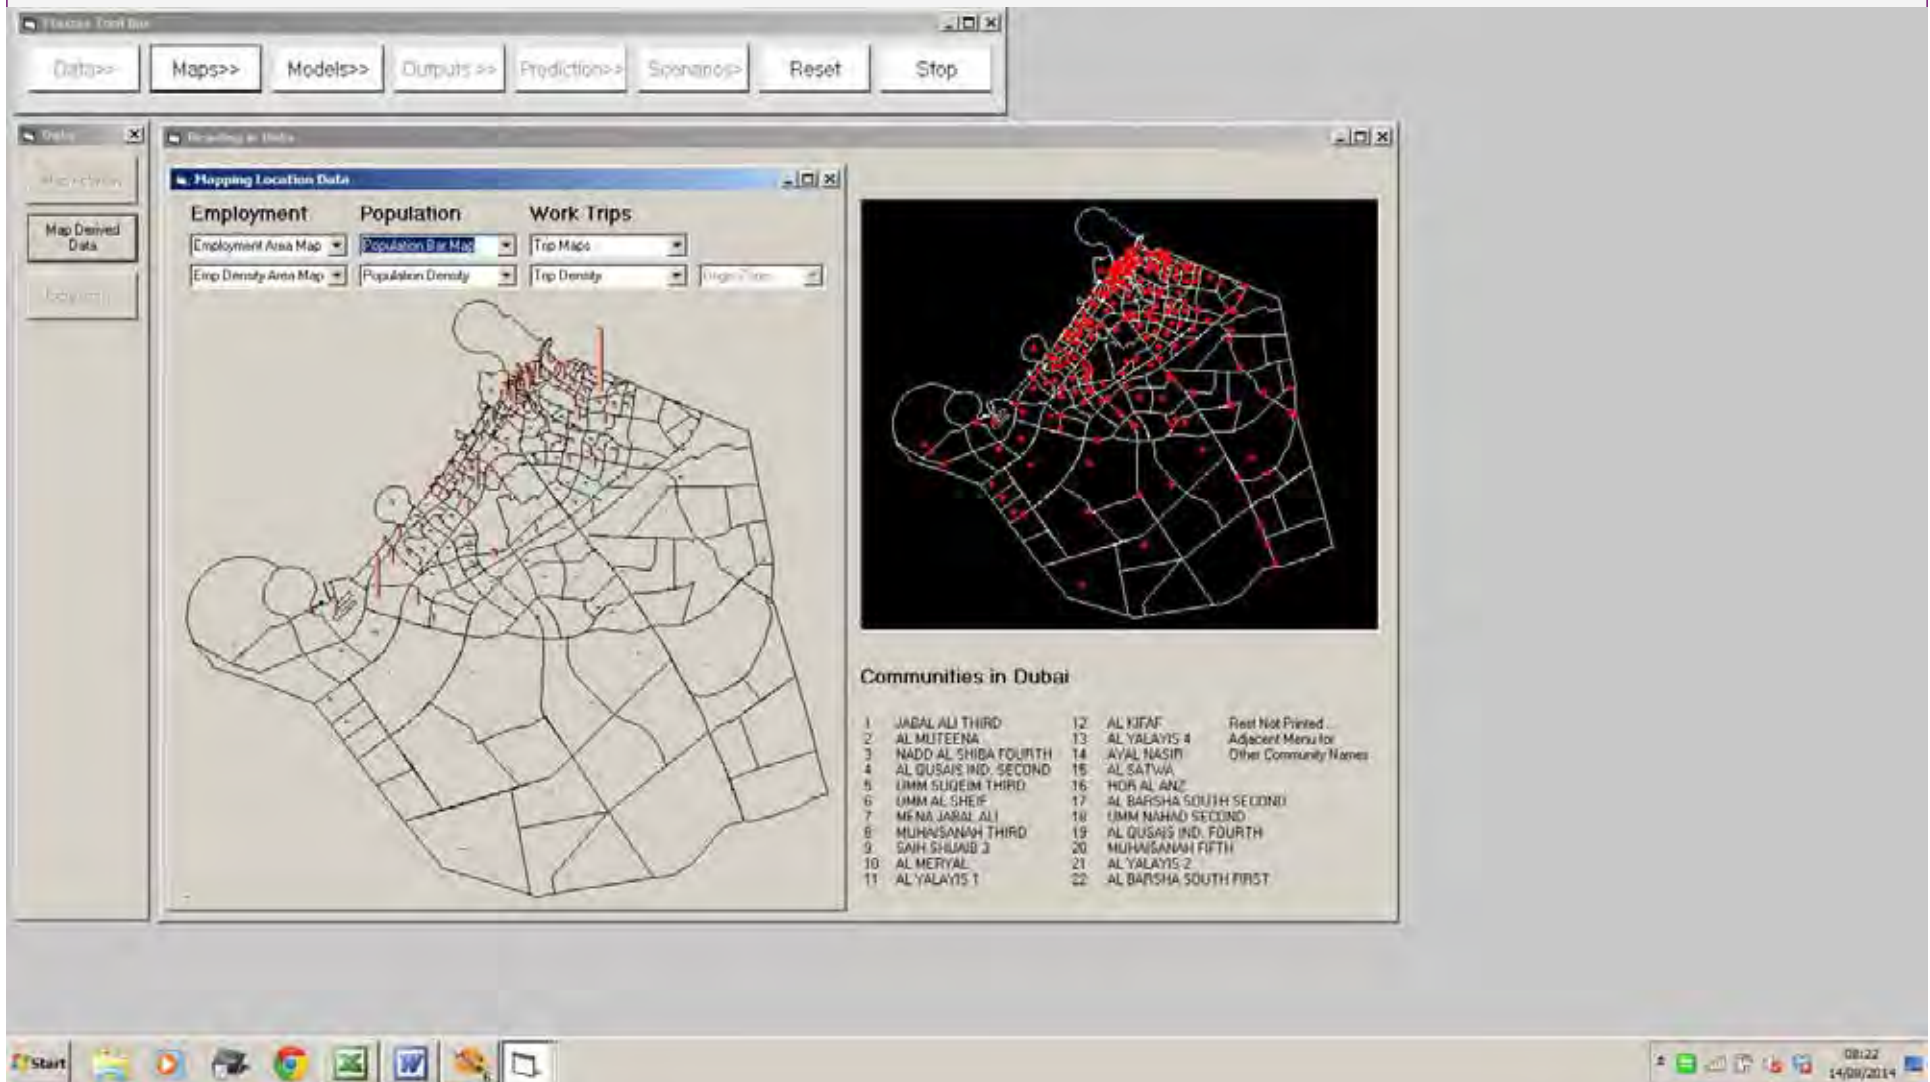 Data>>
Maps>>
Models>>
Outputs >>
Prediction>>
Scenarios>
Reset
Stop
Data
Reading in Data
Map Derived
Data
Mapping Location Data
Employment
Population
Work Trips
Employment Area Map
Population Bar Map
Trip Maps
Emp Density Area Map
Population Density
Trip Density
Communities in Dubai
1 JABAL ALI THIRD
2 AL MUTEENA
3 NADD AL SHIBA FOURTH
4 AL QUSAIS IND. SECOND
5 UMM SUQEIM THIRD
6 UMM AL SHEIF
7 MENA JABAL ALI
8 MUHAISANAH THIRD
9 SAIH SHUAIB 3
10 AL MERYAL
11 AL YALAYIS 1
12 AL KIFAF
13 AL YALAYIS 4
14 AYAL NASIR
15 AL SATWA
16 HOR AL ANZ
17 AL BARSHA SOUTH SECOND
18 UMM NAHAD SECOND
19 AL QUSAIS IND. FOURTH
20 MUHAISANAH FIFTH
21 AL YALAYIS 2
22 AL BARSHA SOUTH FIRST
Rest Not Printed...
Adjacent Menu for
Other Community Names
Start
08:22
14/08/2014